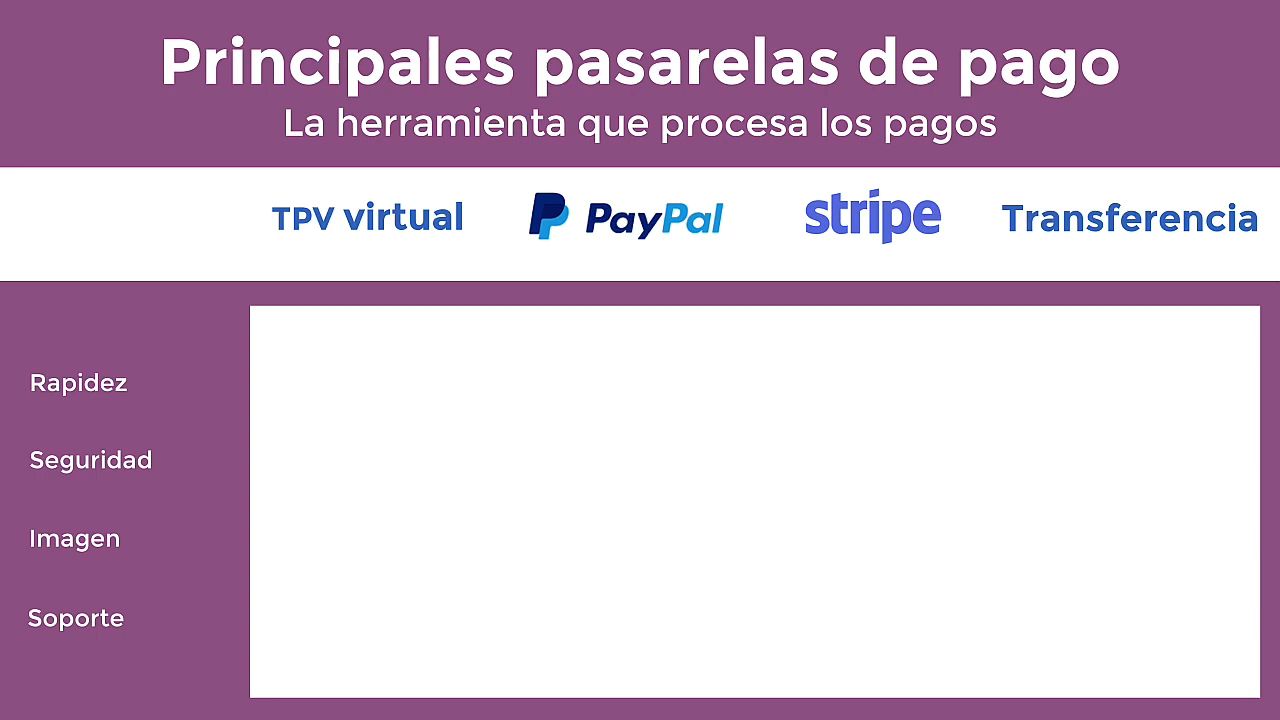 Principales pasarelas de pago
La herramienta que procesa los pagos
TPV virtual PayPal stripe Transferencia
Rapidez
Seguridad
Imagen
Soporte